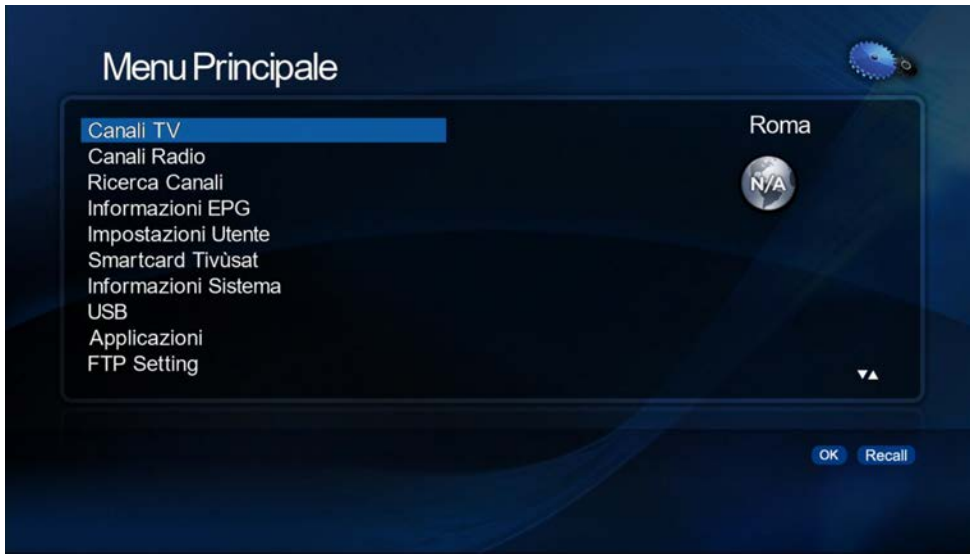 Menu Principale
Canali TV
Roma
Canali Radio
N/A
Ricerca Canali
Informazioni EPG
Impostazioni Utente
Smartcard Tivùsat
Informazioni Sistema
USB
Applicazioni
FTP Setting
OK Recall